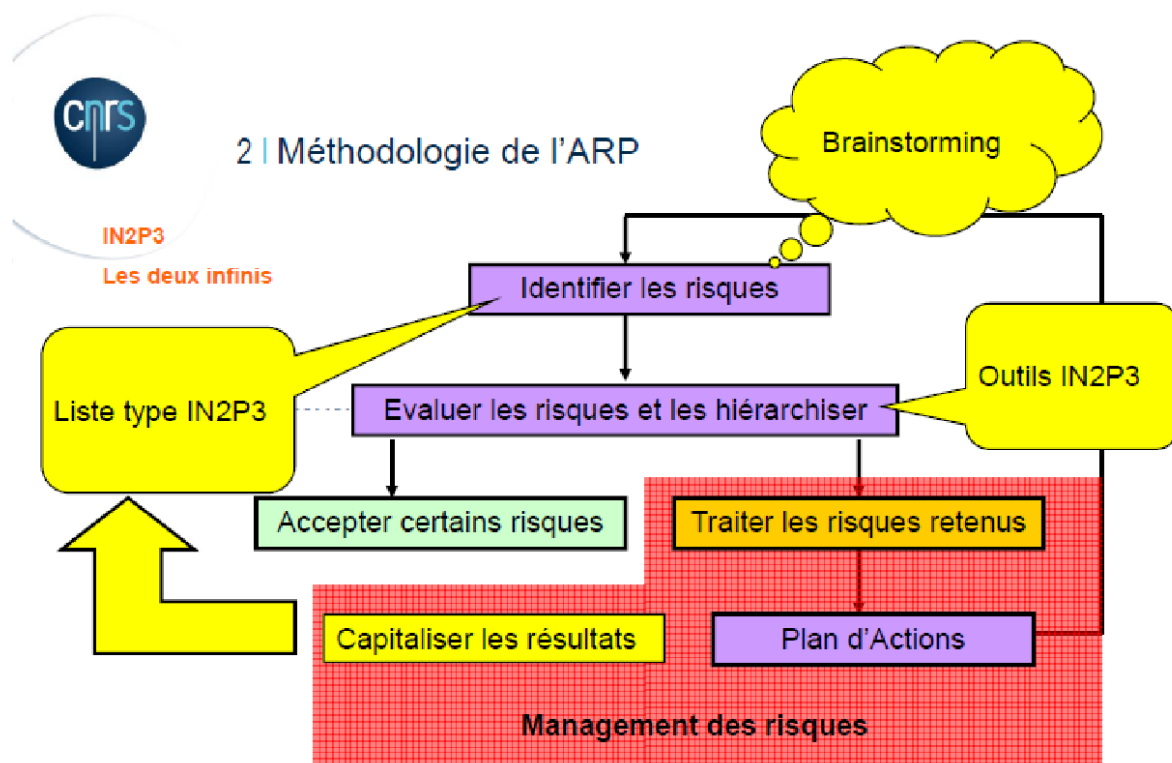 cnrs
2 | Méthodologie de l'ARP
IN2P3
Les deux infinis
Brainstorming
Identifier les risques
Liste type IN2P3
Evaluer les risques et les hiérarchiser
Outils IN2P3
Accepter certains risques
Traiter les risques retenus
Capitaliser les résultats
Plan d'Actions
Management des risques